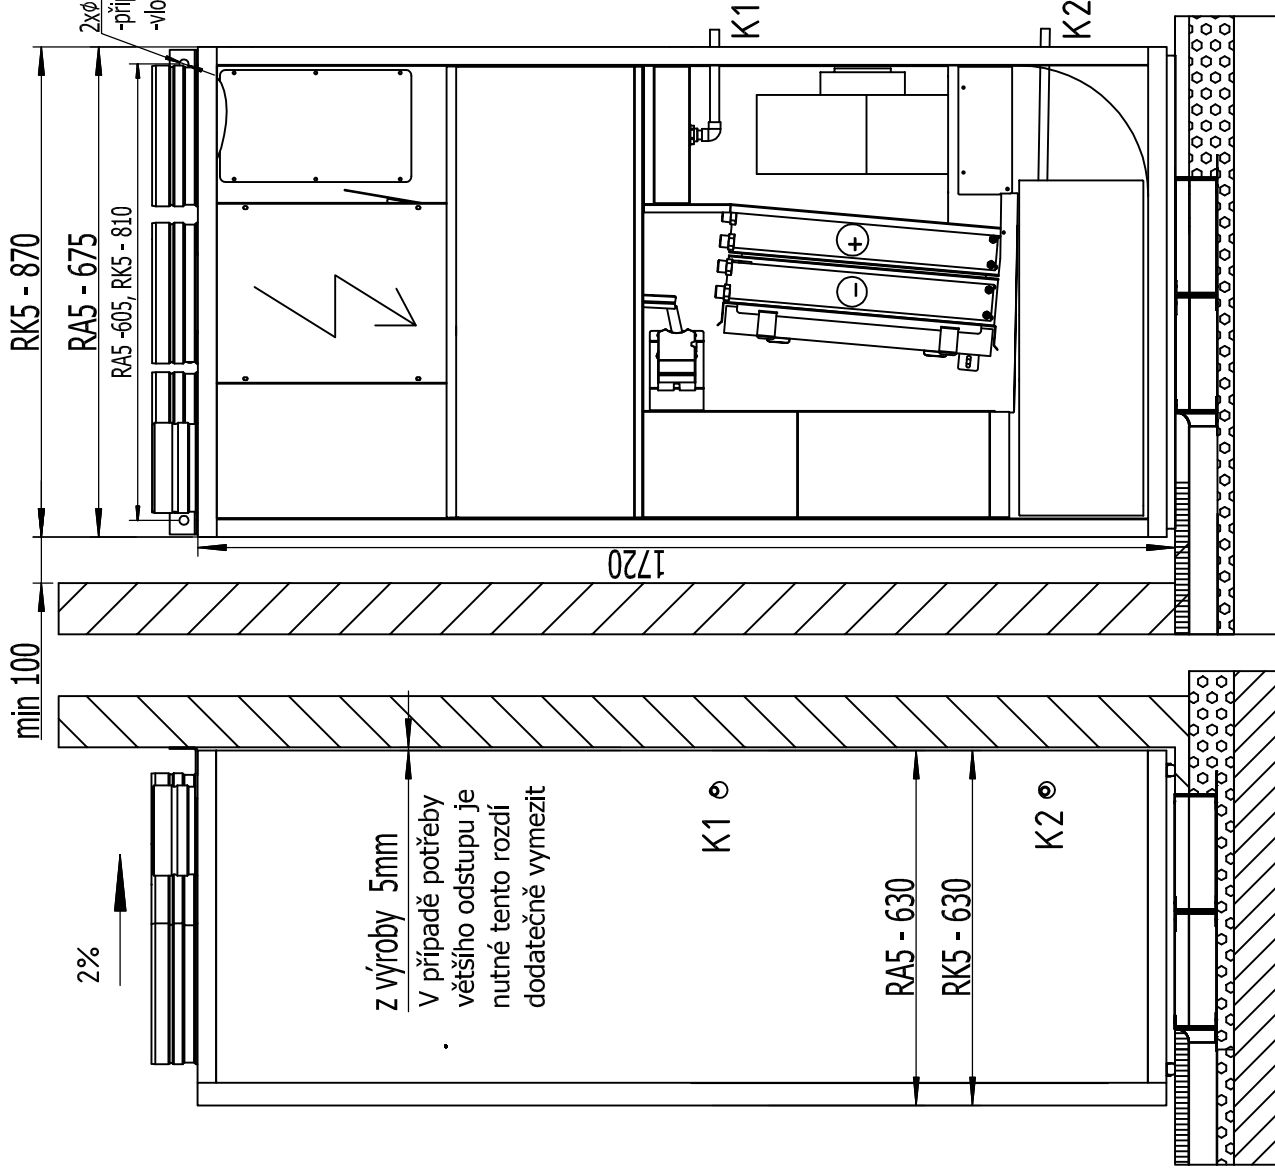 RK5 - 870
RA5 - 675
RA5 -605, RK5 - 810
2xø
-přip
-vlo
K1
K2
1720
min 100
2%
z výroby 5mm
V případě potřeby
většího odstupu je
nutné tento rozdí
dodatečně vymezit
K1
K2
RA5 - 630
RK5 - 630
+
−